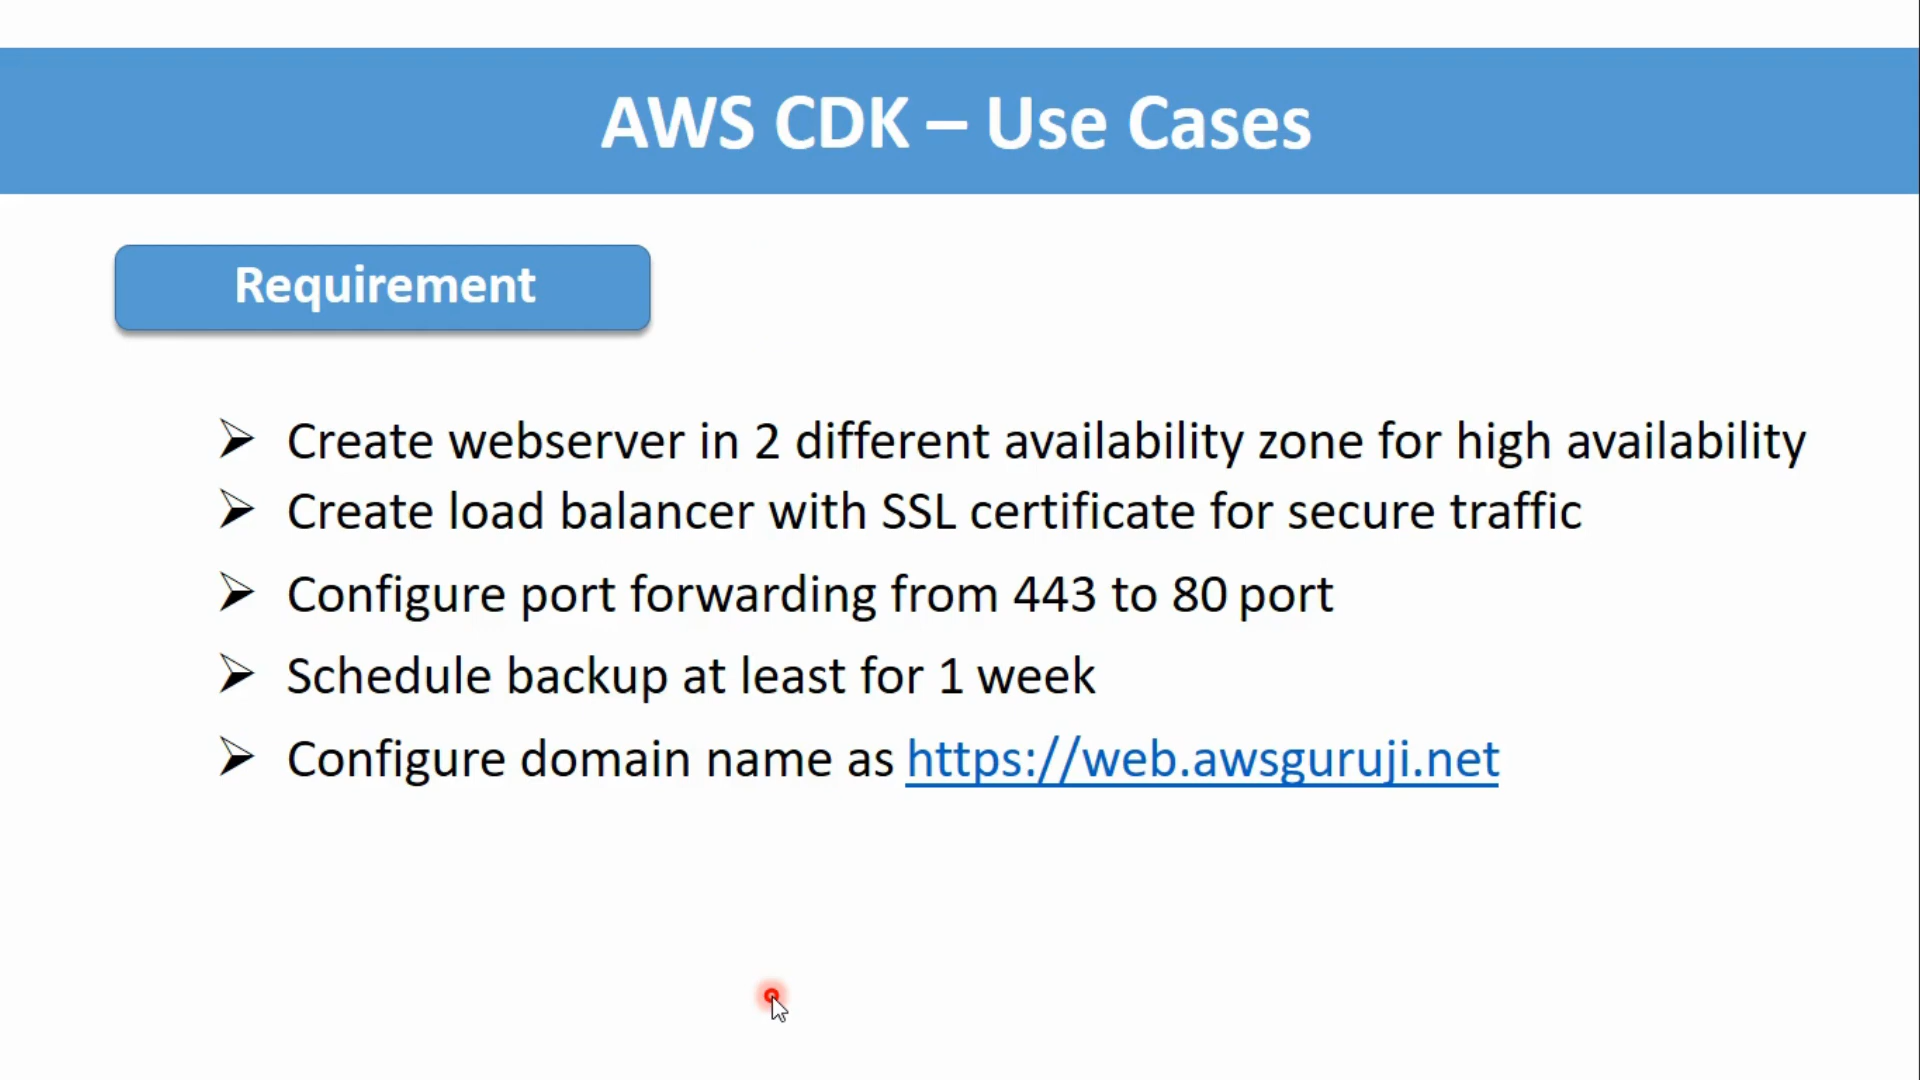 AWS CDK – Use Cases
Requirement
Create webserver in 2 different availability zone for high availability
Create load balancer with SSL certificate for secure traffic
Configure port forwarding from 443 to 80 port
Schedule backup at least for 1 week
Configure domain name as https://web.awsguruji.net